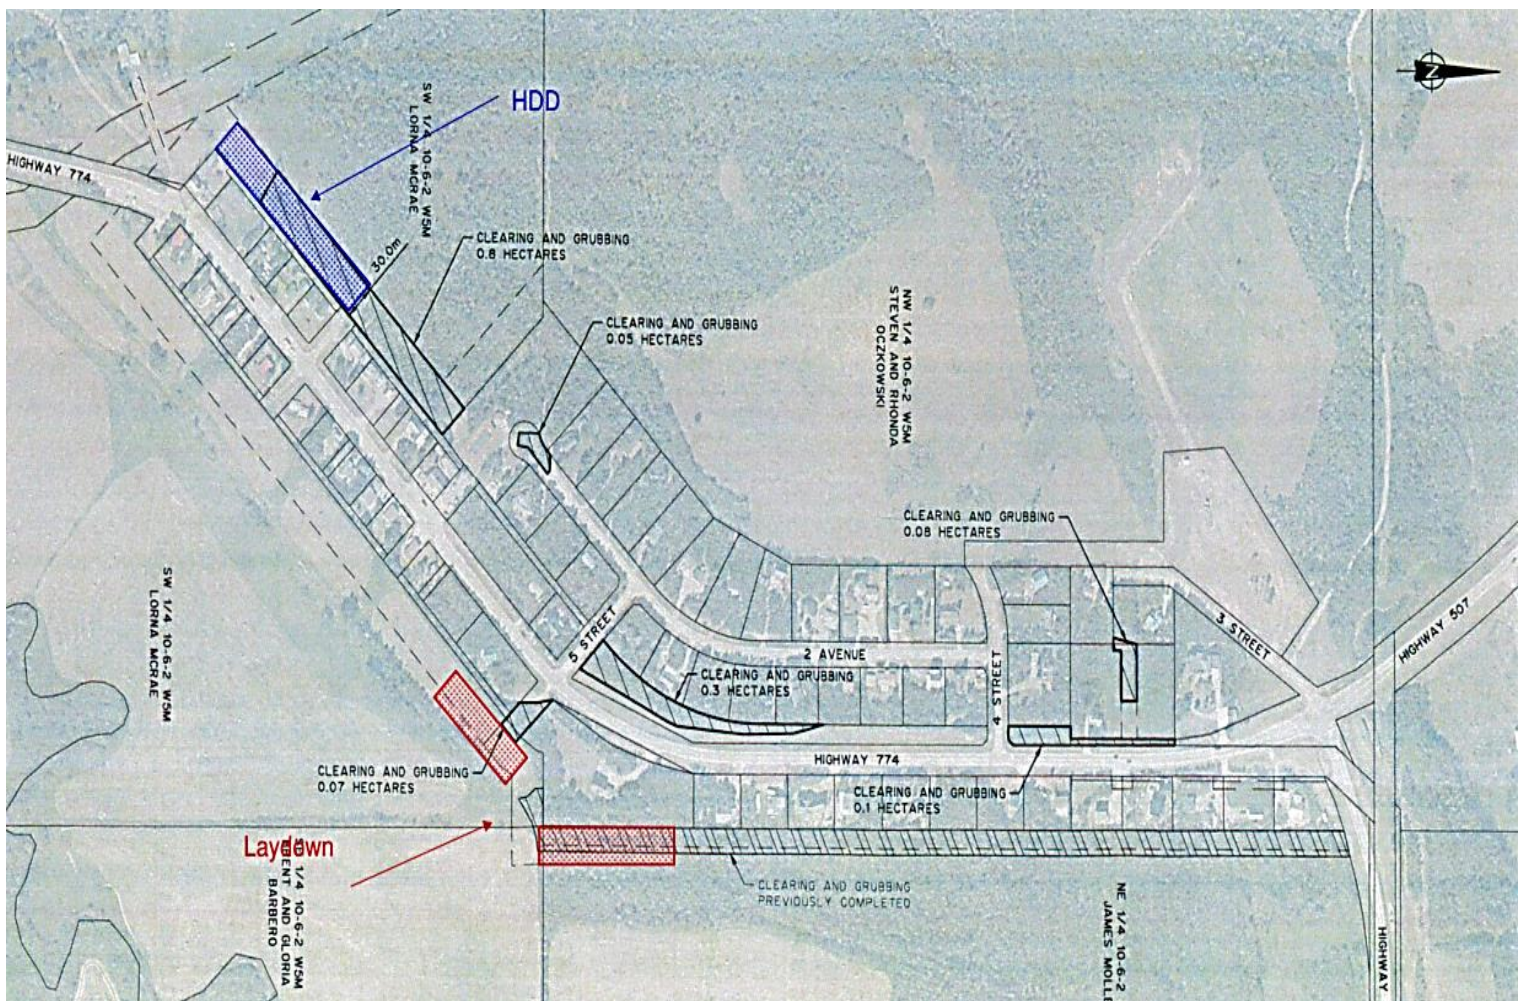 N
HDD
SW 1/4 10-6-2 W5M
LORNA MCRAE
HIGHWAY 774
30.0m
CLEARING AND GRUBBING
0.8 HECTARES
CLEARING AND GRUBBING
0.05 HECTARES
NW 1/4 10-6-2 W5M
STEVEN AND RHONDA
OCZKOWSKI
CLEARING AND GRUBBING
0.08 HECTARES
SW 1/4 10-6-2 W5M
LORNA MCRAE
5 STREET
2 AVENUE
4 STREET
3 STREET
HIGHWAY 507
CLEARING AND GRUBBING
0.3 HECTARES
HIGHWAY 774
CLEARING AND GRUBBING
0.07 HECTARES
CLEARING AND GRUBBING
0.1 HECTARES
Laydown
1/4 10-6-2 W5M
AND GLORIA
BARBERO
CLEARING AND GRUBBING
PREVIOUSLY COMPLETED
NE 1/4 10-6-2
JAMES
HIGHWAY